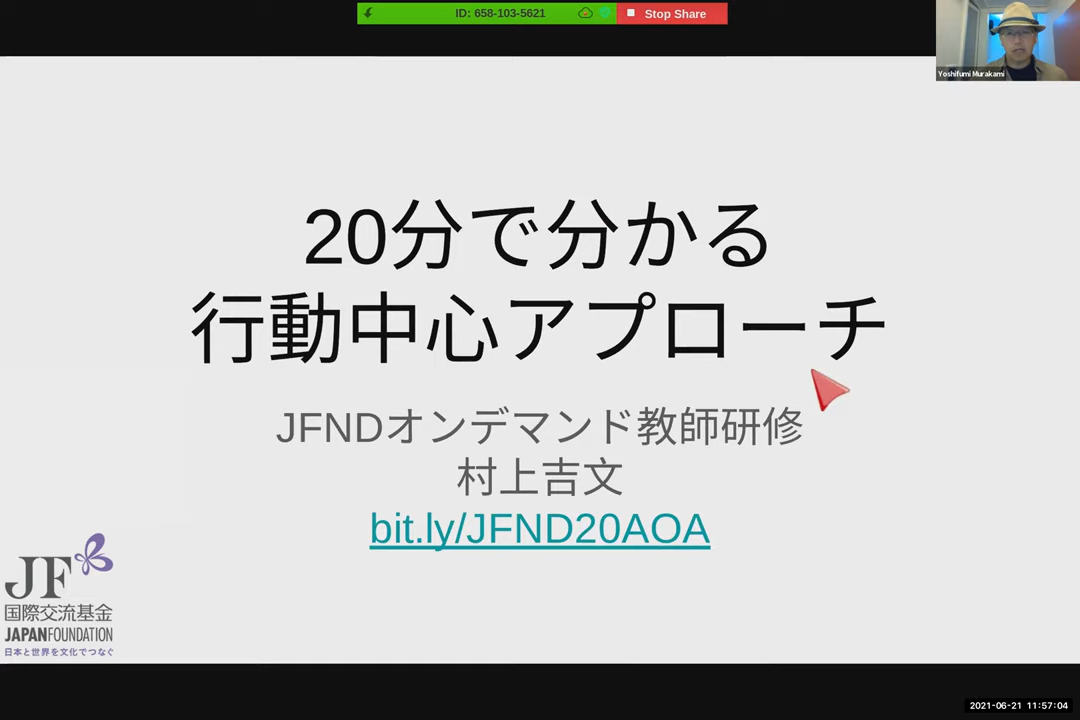 ID: 658-103-5621
Stop Share
Yoshifumi Murakami
20分で分かる
行動中心アプローチ
JFNDオンデマンド教師研修
村上吉文
bit.ly/JFND20AOA
JF
国際交流基金
JAPANFOUNDATION
日本と世界を文化でつなぐ
2021-06-21 11:57:04